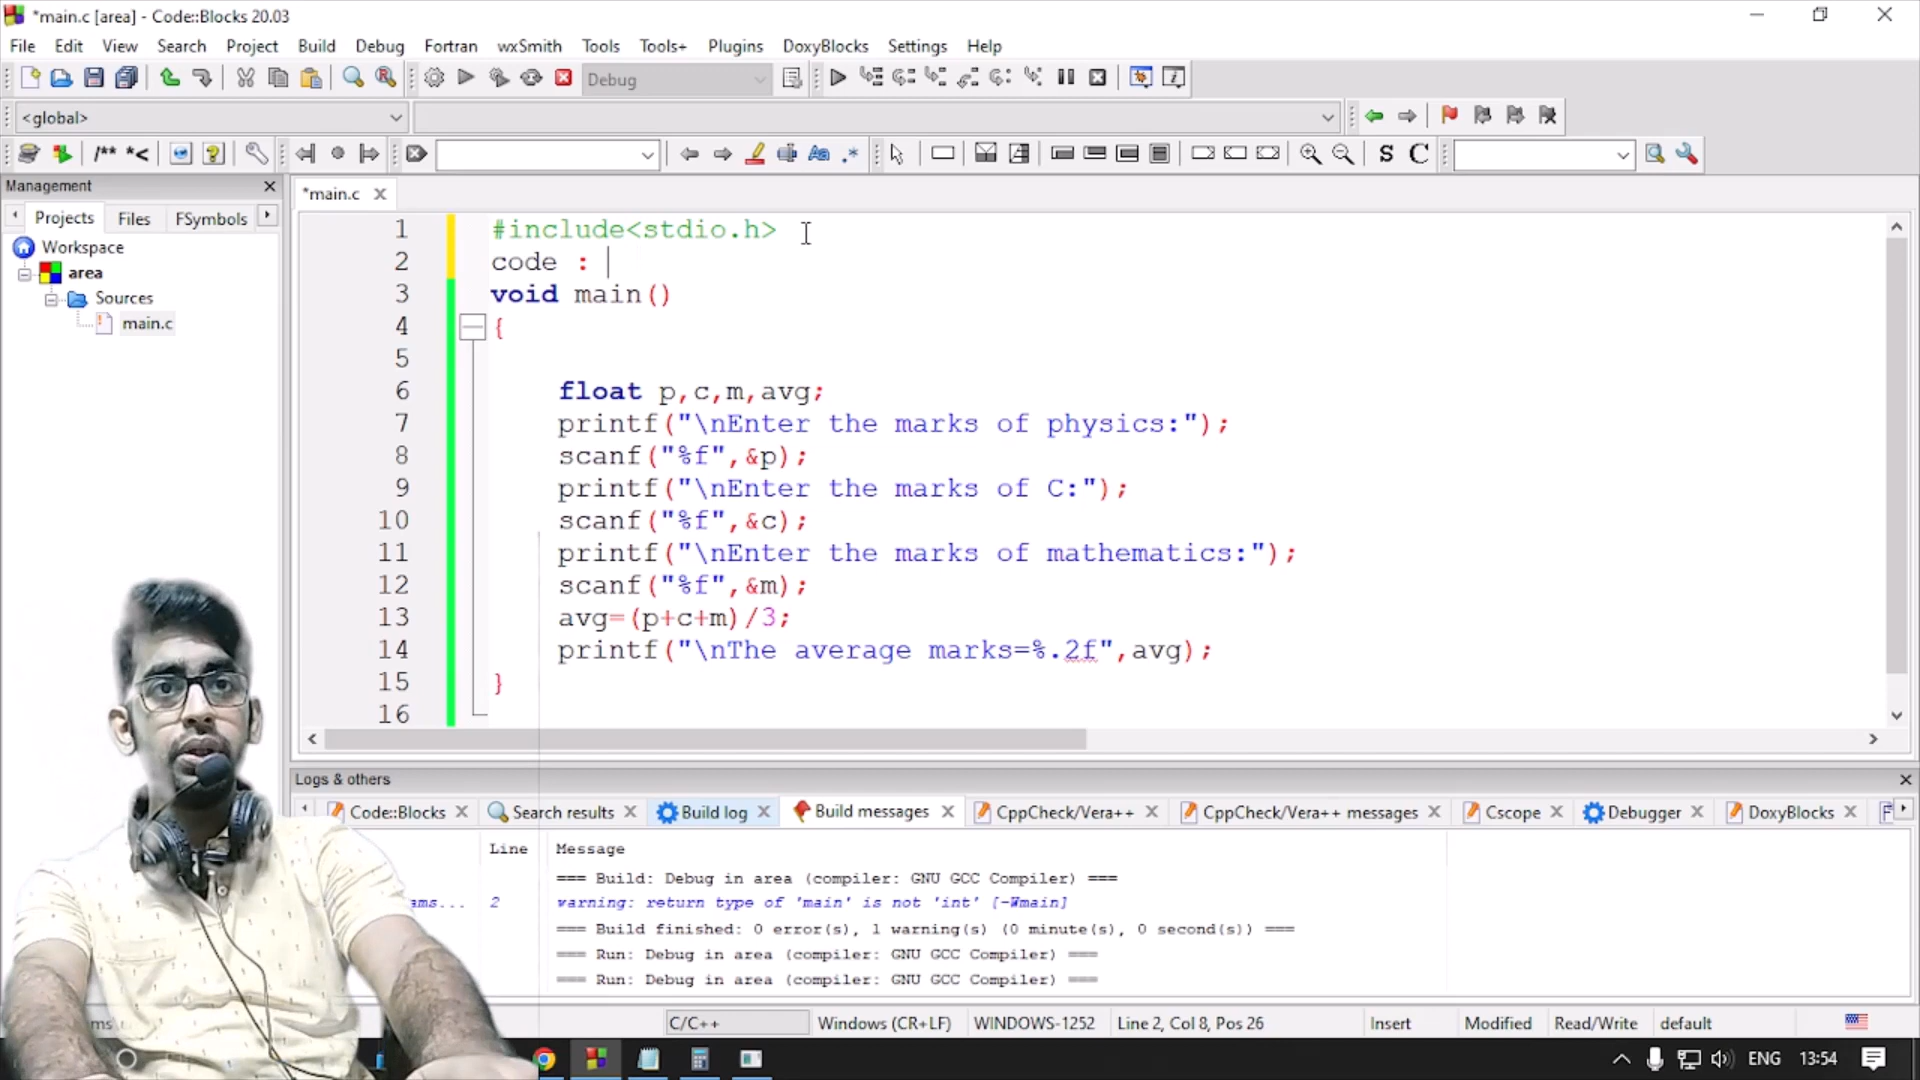 *main.c [area] - Code::Blocks 20.03
File Edit View Search Project Build Debug Fortran wxSmith Tools Tools+ Plugins DoxyBlocks Settings Help
Debug
<global>
/** *<
Aa .*
S C
Management
Projects Files FSymbols
Workspace
area
Sources
main.c
*main.c
1 #include<stdio.h>
2 code :
3 void main()
4 {
5
6 float p,c,m,avg;
7 printf("\nEnter the marks of physics:");
8 scanf("%f",&p);
9 printf("\nEnter the marks of C:");
10 scanf("%f",&c);
11 printf("\nEnter the marks of mathematics:");
12 scanf("%f",&m);
13 avg=(p+c+m)/3;
14 printf("\nThe average marks=%.2f",avg);
15 }
16
Logs & others
Code::Blocks Search results Build log Build messages CppCheck/Vera++ CppCheck/Vera++ messages Cscope Debugger DoxyBlocks F
Line Message
=== Build: Debug in area (compiler: GNU GCC Compiler) ===
ams... 2 warning: return type of 'main' is not 'int' [-Wmain]
=== Build finished: 0 error(s), 1 warning(s) (0 minute(s), 0 second(s)) ===
=== Run: Debug in area (compiler: GNU GCC Compiler) ===
=== Run: Debug in area (compiler: GNU GCC Compiler) ===
C/C++ Windows (CR+LF) WINDOWS-1252 Line 2, Col 8, Pos 26 Insert Modified Read/Write default
ENG 13:54